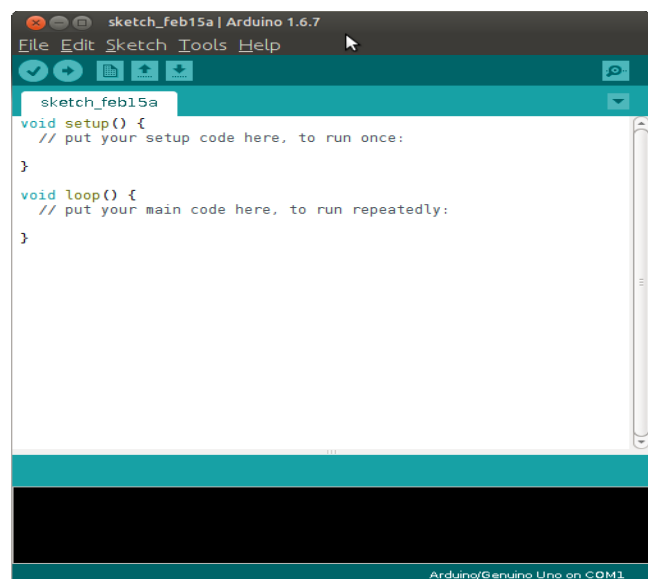 sketch_feb15a | Arduino 1.6.7
File Edit Sketch Tools Help
sketch_feb15a
void setup() {
  // put your setup code here, to run once:
}
void loop() {
  // put your main code here, to run repeatedly:
}
Arduino/Genuino Uno on COM1